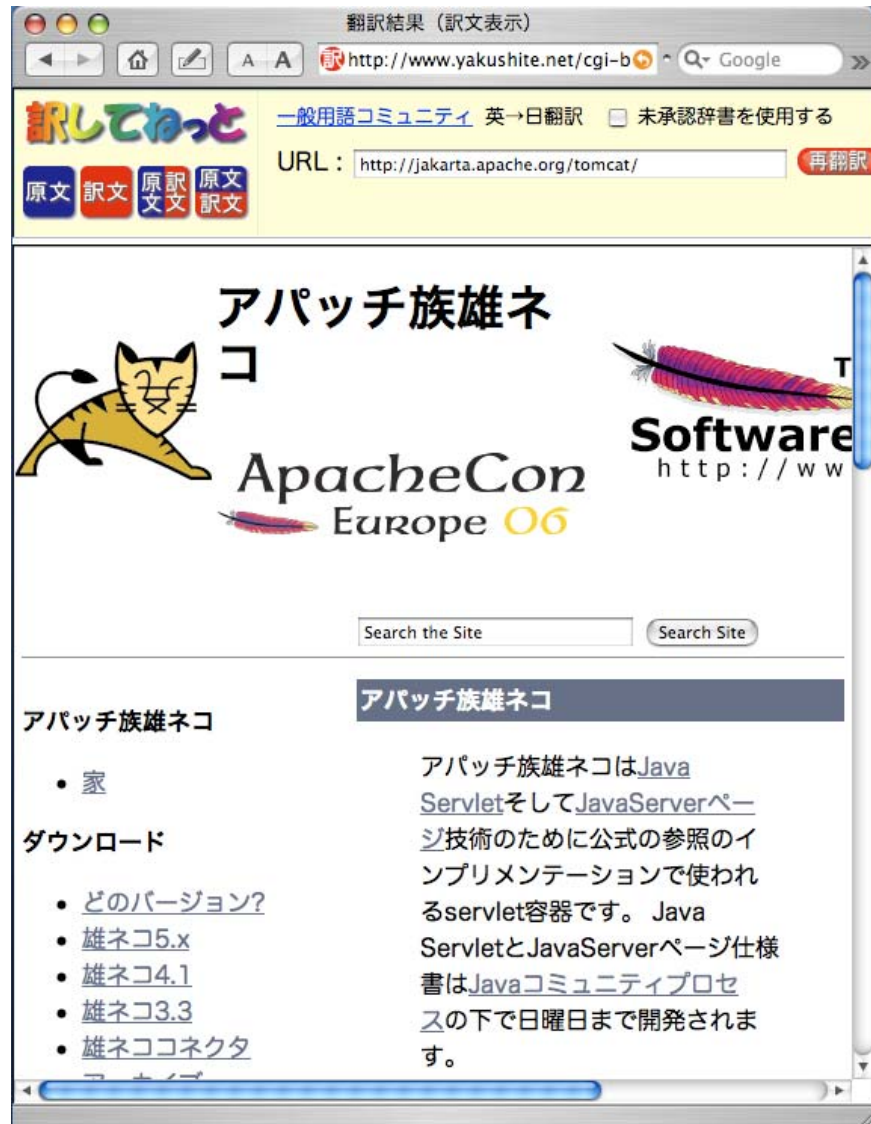 翻訳結果（訳文表示）
A A 訳 http://www.yakushite.net/cgi-b Google
訳してねっと
一般用語コミュニティ 英→日翻訳 未承認辞書を使用する
URL： http://jakarta.apache.org/tomcat/ 再翻訳
原文 訳文 原文訳文 原文訳文
アパッチ族雄ネ
コ
T
Software
http://ww
ApacheCon
Europe 06
Search the Site Search Site
アパッチ族雄ネコ
• 家
ダウンロード
• どのバージョン?
• 雄ネコ5.x
• 雄ネコ4.1
• 雄ネコ3.3
• 雄ネココネクタ
アパッチ族雄ネコ
アパッチ族雄ネコはJava
ServletそしてJavaServerペー
ジ技術のために公式の参照のイ
ンプリメンテーションで使われ
るservlet容器です。 Java
ServletとJavaServerページ仕様
書はJavaコミュニティプロセ
スの下で日曜日まで開発されま
す。